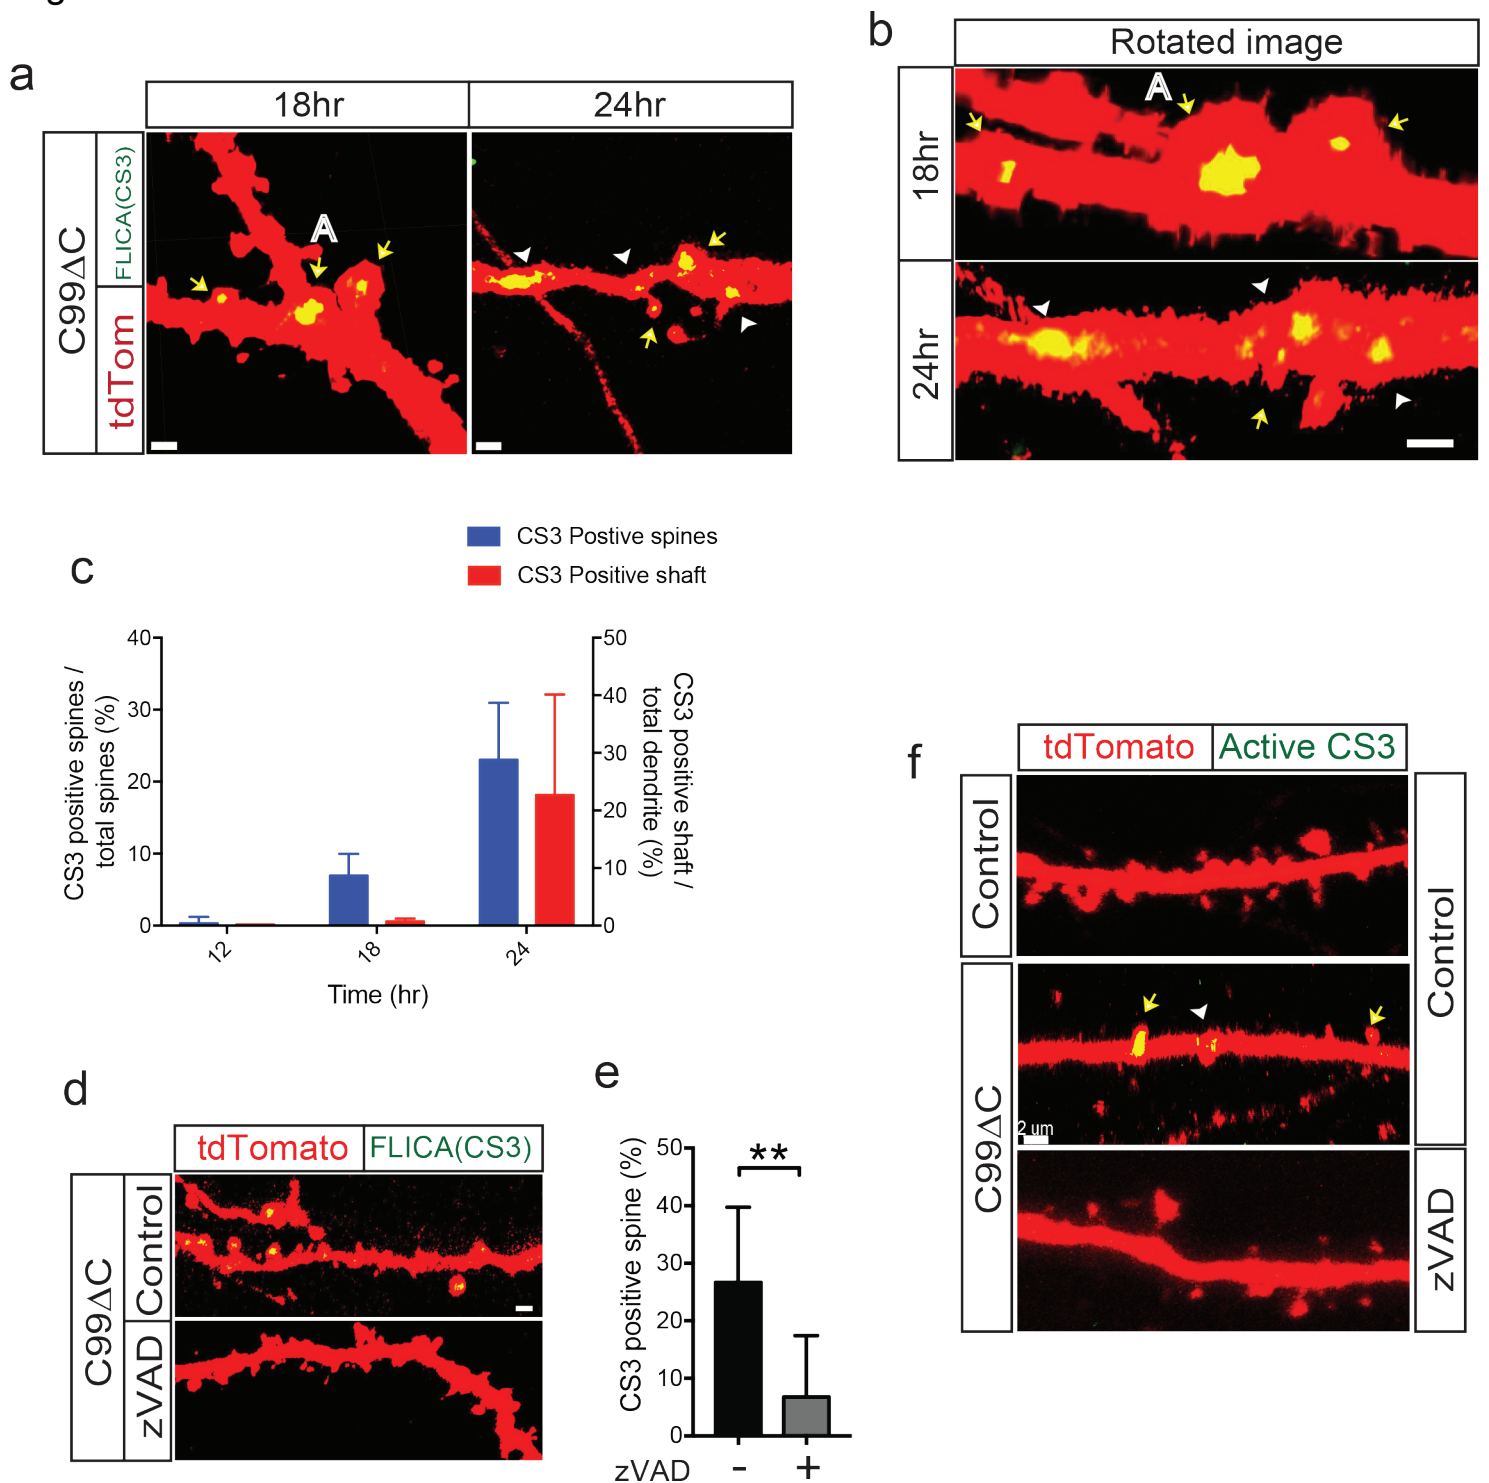 a
18hr
24hr
C99ΔC
FLICA(CS3)
tdTom
A
b
Rotated image
18hr
24hr
A
c
CS3 Postive spines
CS3 Positive shaft
CS3 positive spines /
total spines (%)
40
30
20
10
0
50
40
30
20
10
0
CS3 positive shaft /
total dendrite (%)
12
18
24
Time (hr)
d
tdTomato
FLICA(CS3)
C99ΔC
Control
zVAD
e
CS3 positive spine (%)
50
40
30
20
10
0
**
zVAD - +
f
tdTomato
Active CS3
Control
C99ΔC
Control
zVAD
2 um